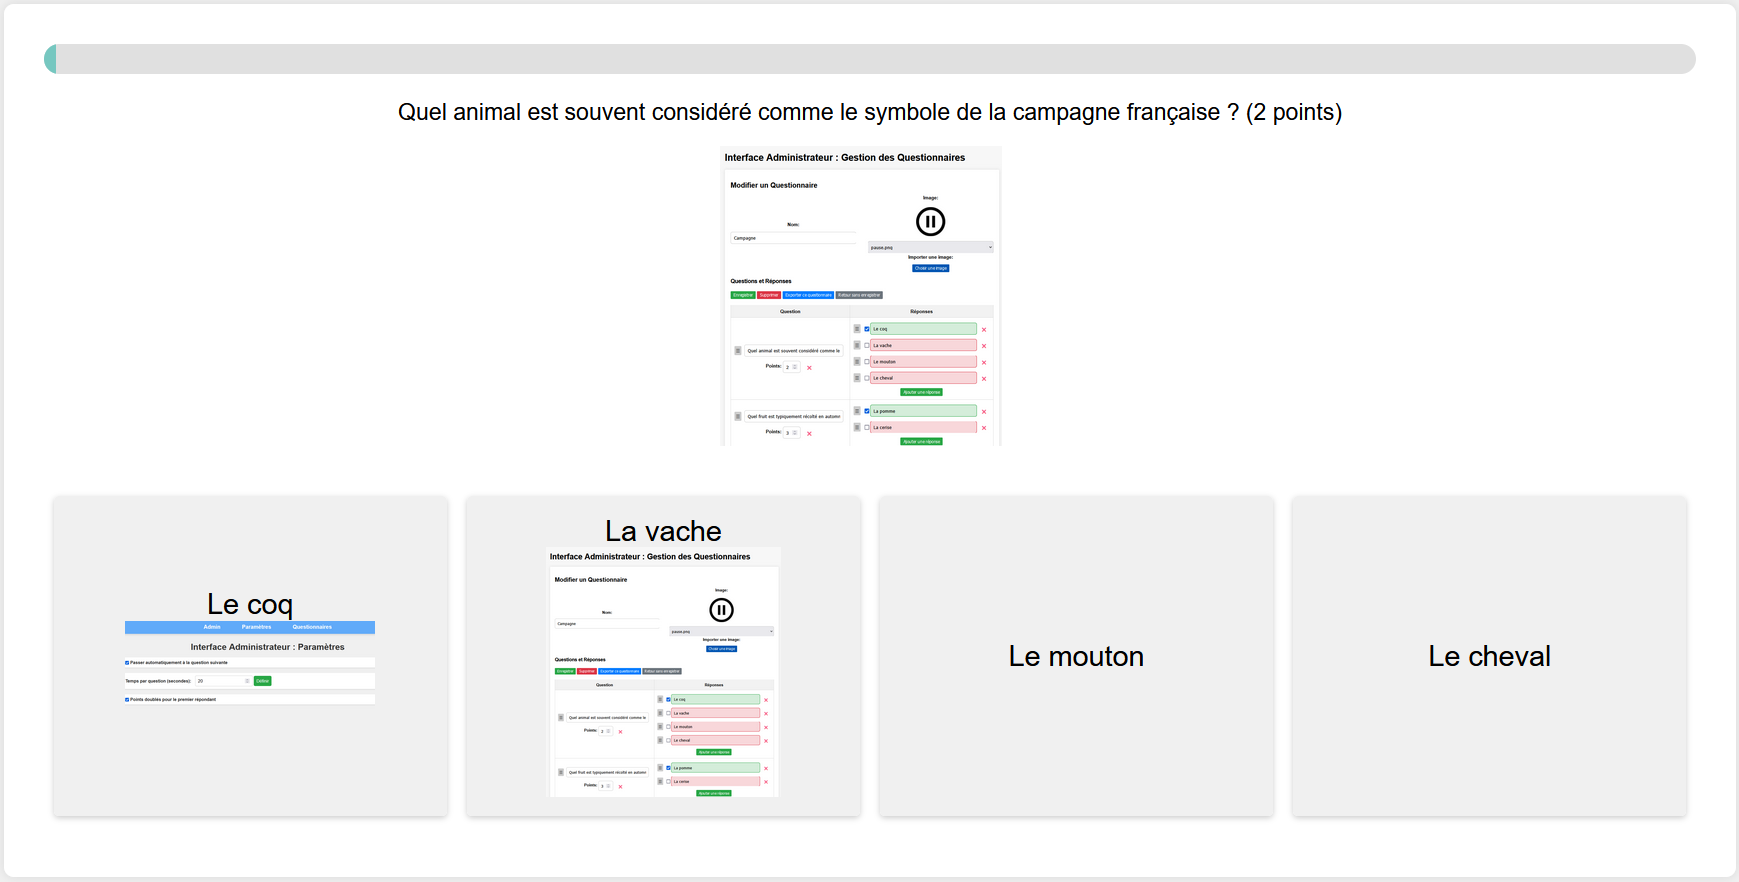 Quel animal est souvent considéré comme le symbole de la campagne française ? (2 points)
Interface Administrateur : Gestion des Questionnaires
Modifier un Questionnaire
Image:
Nom:
Campagne
pause.png
Importer une image:
Choisir une image
Questions et Réponses
Enregistrer Supprimer Exporter ce questionnaire Retour sans enregistrer
Question Réponses
Le coq
La vache
Quel animal est souvent considéré comme le
Le mouton
Points: 2
Le cheval
Ajouter une réponse
La pomme
Quel fruit est typiquement récolté en automn
La cerise
Points: 3
Ajouter une réponse
Le coq
Admin Paramètres Questionnaires
Interface Administrateur : Paramètres
Passer automatiquement à la question suivante
Temps par question (secondes): 20 Définir
Points doublés pour le premier répondant
La vache
Interface Administrateur : Gestion des Questionnaires
Modifier un Questionnaire
Image:
Nom:
Campagne
pause.png
Importer une image:
Choisir une image
Questions et Réponses
Enregistrer Supprimer Exporter ce questionnaire Retour sans enregistrer
Question Réponses
Le coq
La vache
Quel animal est souvent considéré comme le
Le mouton
Points: 2
Le cheval
Ajouter une réponse
La pomme
Quel fruit est typiquement récolté en automn
La cerise
Points: 3
Ajouter une réponse
Le mouton
Le cheval